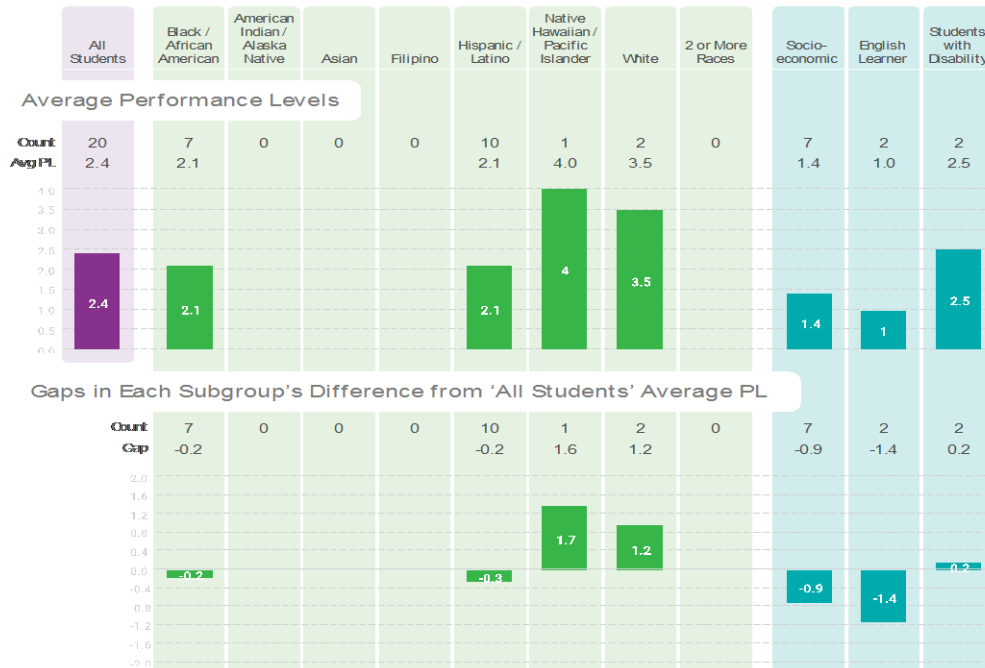 All Students
Black / African American
American Indian / Alaska Native
Asian
Filipino
Hispanic / Latino
Native Hawaiian / Pacific Islander
White
2 or More Races
Socio-economic
English Learner
Students with Disability
Average Performance Levels
Count 20 7 0 0 0 10 1 2 0 7 2 2
Avg PL 2.4 2.1 2.1 4.0 3.5 1.4 1.0 2.5
4.0
3.5
3.0
2.5
2.0
1.5
1.0
0.5
0.0
2.4 2.1 2.1 4 3.5 1.4 1 2.5
Gaps in Each Subgroup's Difference from 'All Students' Average PL
Count 7 0 0 0 10 1 2 0 7 2 2
Gap -0.2 -0.2 1.6 1.2 -0.9 -1.4 0.2
2.0
1.6
1.2
0.8
0.4
0.0
-0.4
0.8
-1.2
-1.6
-2.0
-0.2 -0.3 1.7 1.2 -0.9 -1.4 0.2